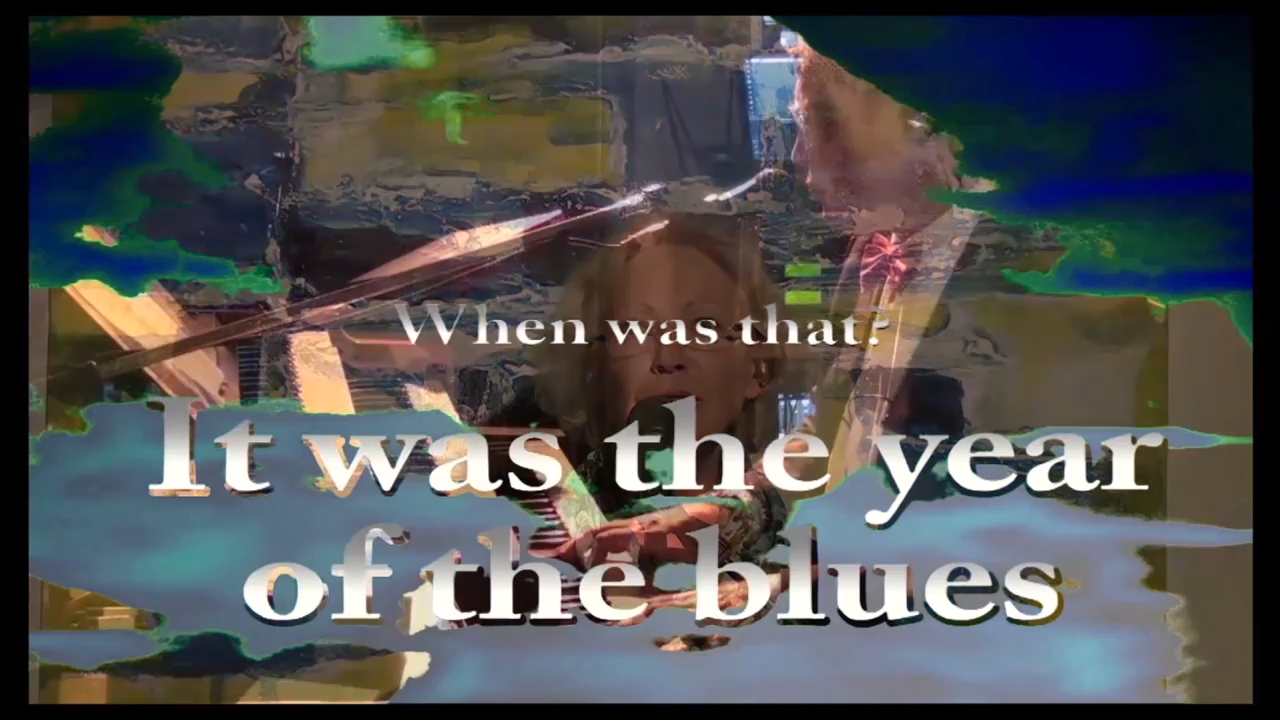 When was that?
It was the year
of the blues